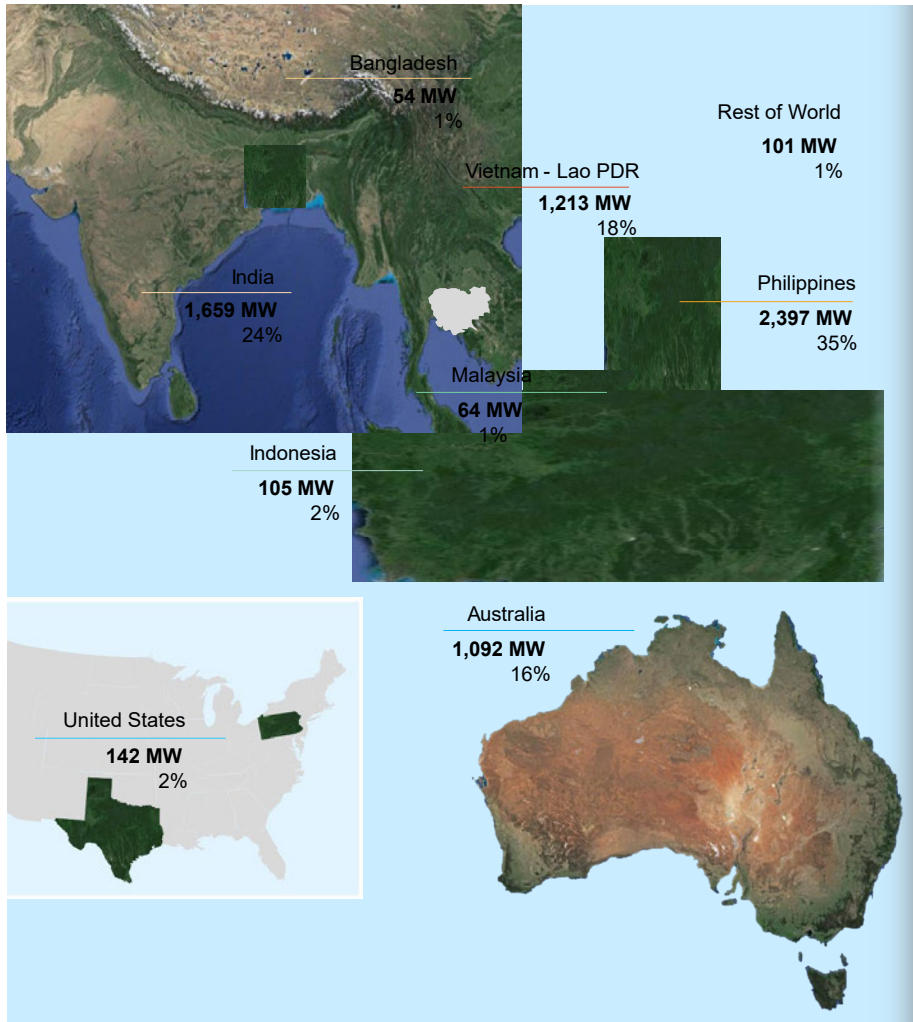 Bangladesh
54 MW
1%
Rest of World
101 MW
1%
Vietnam - Lao PDR
1,213 MW
18%
India
1,659 MW
24%
Philippines
2,397 MW
35%
Malaysia
64 MW
1%
Indonesia
105 MW
2%
Australia
1,092 MW
16%
United States
142 MW
2%